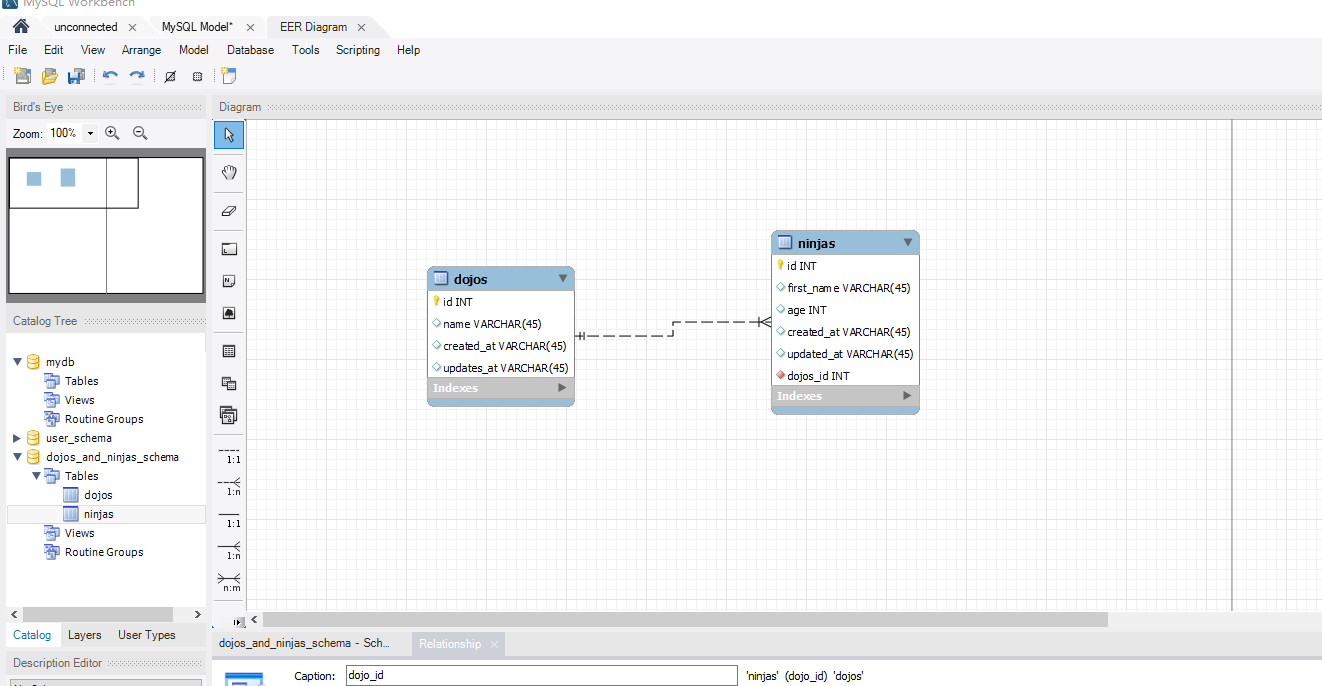 MySQL Workbench
unconnected
MySQL Model*
EER Diagram
File Edit View Arrange Model Database Tools Scripting Help
Bird's Eye
Diagram
Zoom: 100%
dojos
id INT
name VARCHAR(45)
created_at VARCHAR(45)
updates_at VARCHAR(45)
Indexes
ninjas
id INT
first_name VARCHAR(45)
age INT
created_at VARCHAR(45)
updated_at VARCHAR(45)
dojos_id INT
Indexes
Catalog Tree
mydb
Tables
Views
Routine Groups
user_schema
dojos_and_ninjas_schema
Tables
dojos
ninjas
Views
Routine Groups
1:1
1:n
1:1
1:n
n:m
Catalog Layers User Types
dojos_and_ninjas_schema - Sch...
Relationship
Description Editor
Caption: dojo_id 'ninjas' (dojo_id) 'dojos'